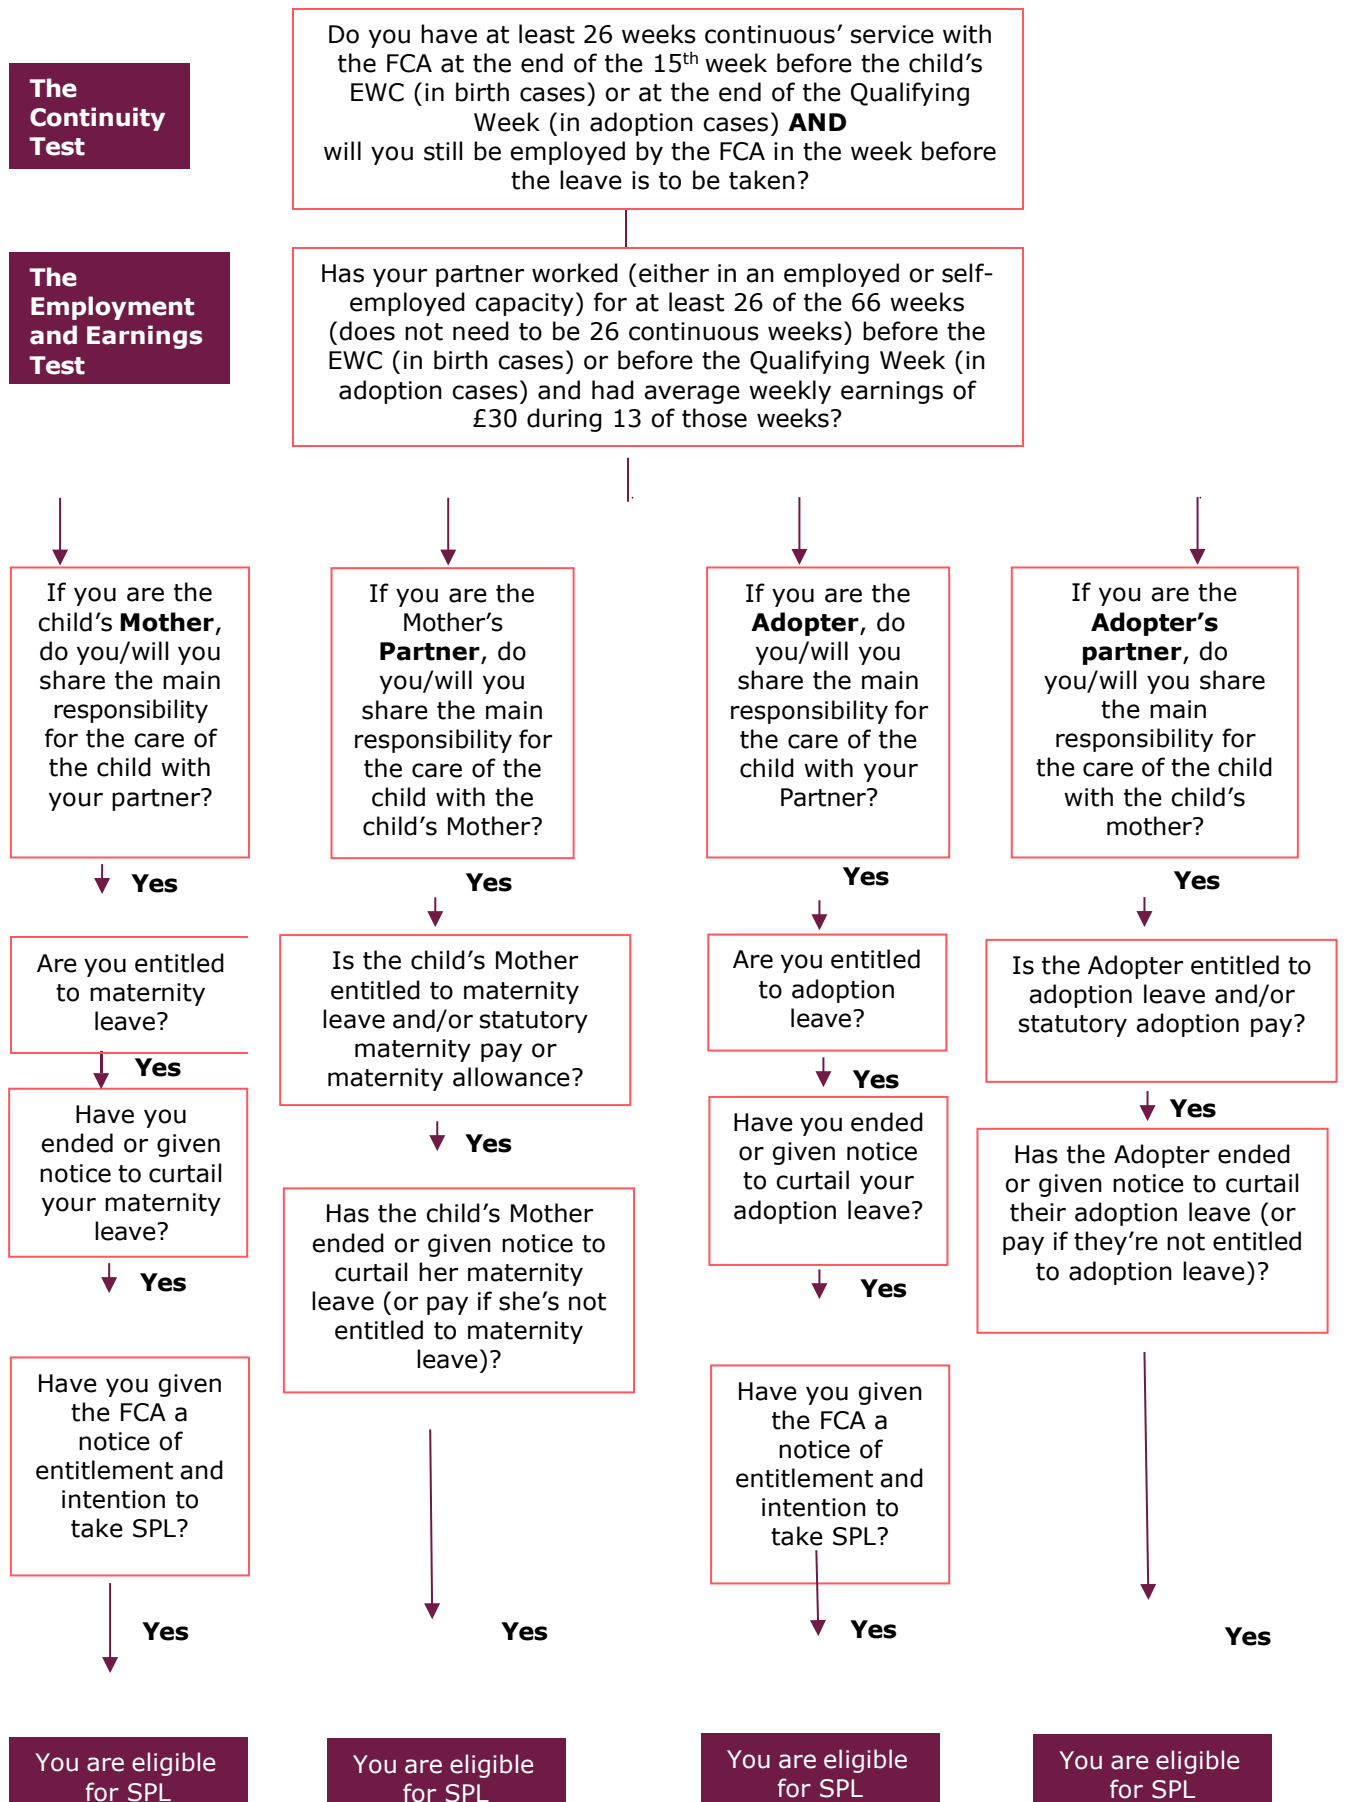 The
Continuity
Test
Do you have at least 26 weeks continuous’ service with
the FCA at the end of the 15th week before the child’s
EWC (in birth cases) or at the end of the Qualifying
Week (in adoption cases) AND
will you still be employed by the FCA in the week before
the leave is to be taken?
The
Employment
and Earnings
Test
Has your partner worked (either in an employed or self-
employed capacity) for at least 26 of the 66 weeks
(does not need to be 26 continuous weeks) before the
EWC (in birth cases) or before the Qualifying Week (in
adoption cases) and had average weekly earnings of
£30 during 13 of those weeks?
If you are the
child’s Mother,
do you/will you
share the main
responsibility
for the care of
the child with
your partner?
Yes
Are you entitled
to maternity
leave?
Yes
Have you
ended or given
notice to curtail
your maternity
leave?
Yes
Have you given
the FCA a
notice of
entitlement and
intention to
take SPL?
Yes
You are eligible
for SPL
If you are the
Mother’s
Partner, do
you/will you
share the main
responsibility for
the care of the
child with the
child’s Mother?
Yes
Is the child’s Mother
entitled to maternity
leave and/or statutory
maternity pay or
maternity allowance?
Yes
Has the child’s Mother
ended or given notice to
curtail her maternity
leave (or pay if she’s not
entitled to maternity
leave)?
Yes
You are eligible
for SPL
If you are the
Adopter, do
you/will you
share the main
responsibility for
the care of the
child with your
Partner?
Yes
Are you entitled
to adoption
leave?
Yes
Have you ended
or given notice
to curtail your
adoption leave?
Yes
Have you given
the FCA a
notice of
entitlement and
intention to
take SPL?
Yes
You are eligible
for SPL
If you are the
Adopter’s
partner, do
you/will you share
the main
responsibility for
the care of the child
with the child’s
mother?
Yes
Is the Adopter entitled to
adoption leave and/or
statutory adoption pay?
Yes
Has the Adopter ended
or given notice to curtail
their adoption leave (or
pay if they’re not entitled
to adoption leave)?
Yes
You are eligible
for SPL